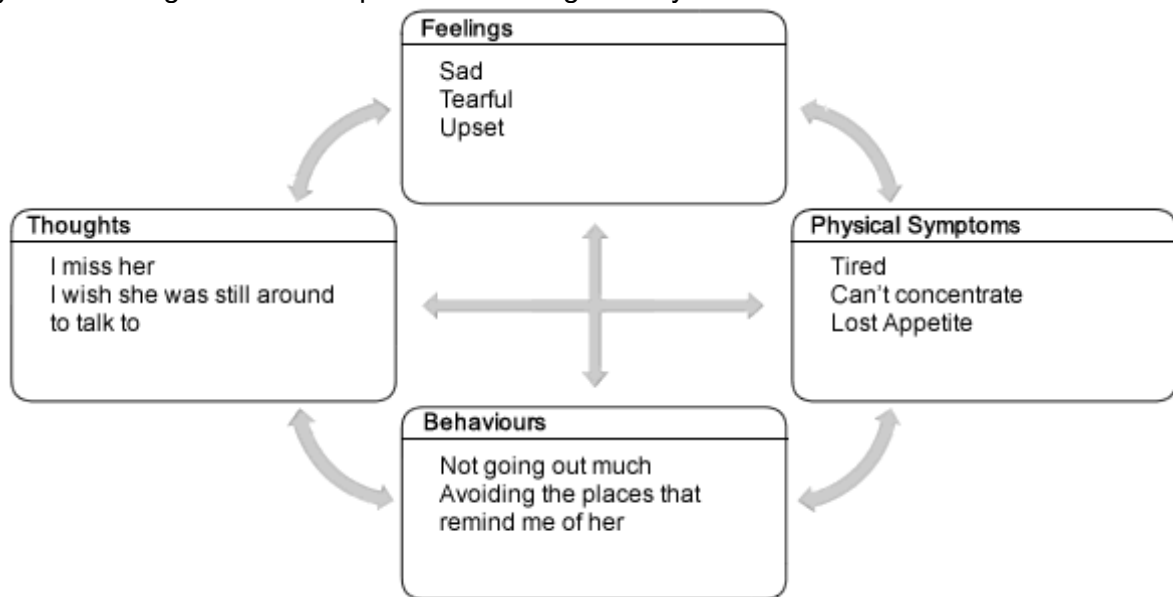 Feelings
Sad
Tearful
Upset
Thoughts
I miss her
I wish she was still around
to talk to
Physical Symptoms
Tired
Can't concentrate
Lost Appetite
Behaviours
Not going out much
Avoiding the places that
remind me of her